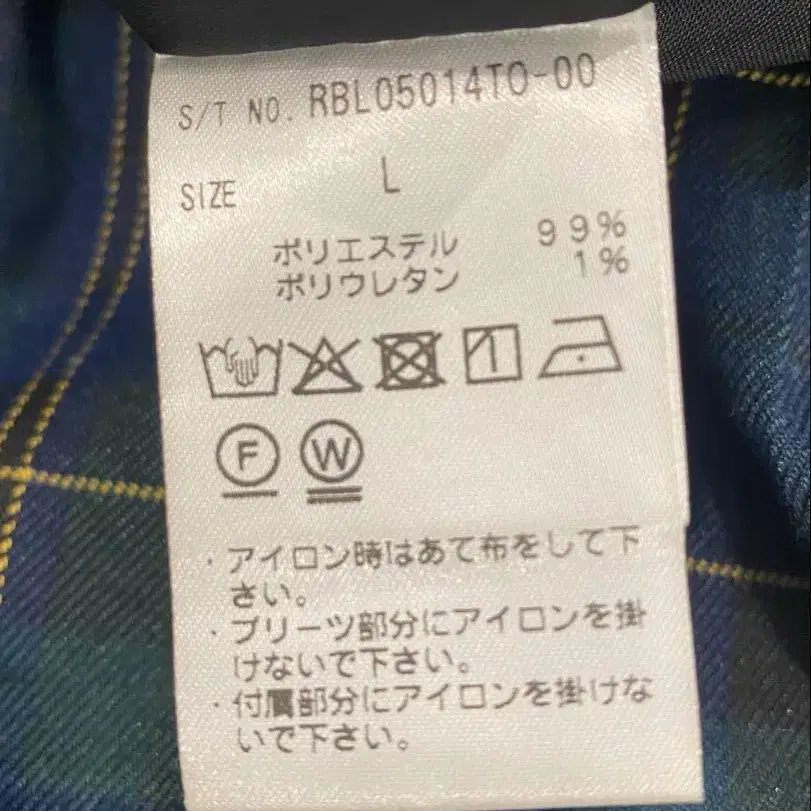 S/T NO. RBL05014TO-00
SIZE L
ポリエステル 99%
ポリウレタン 1%
F W
・アイロン時はあて布をして下
さい。
・プリーツ部分にアイロンを掛
けないで下さい。
・付属部分にアイロンを掛けな
いで下さい。